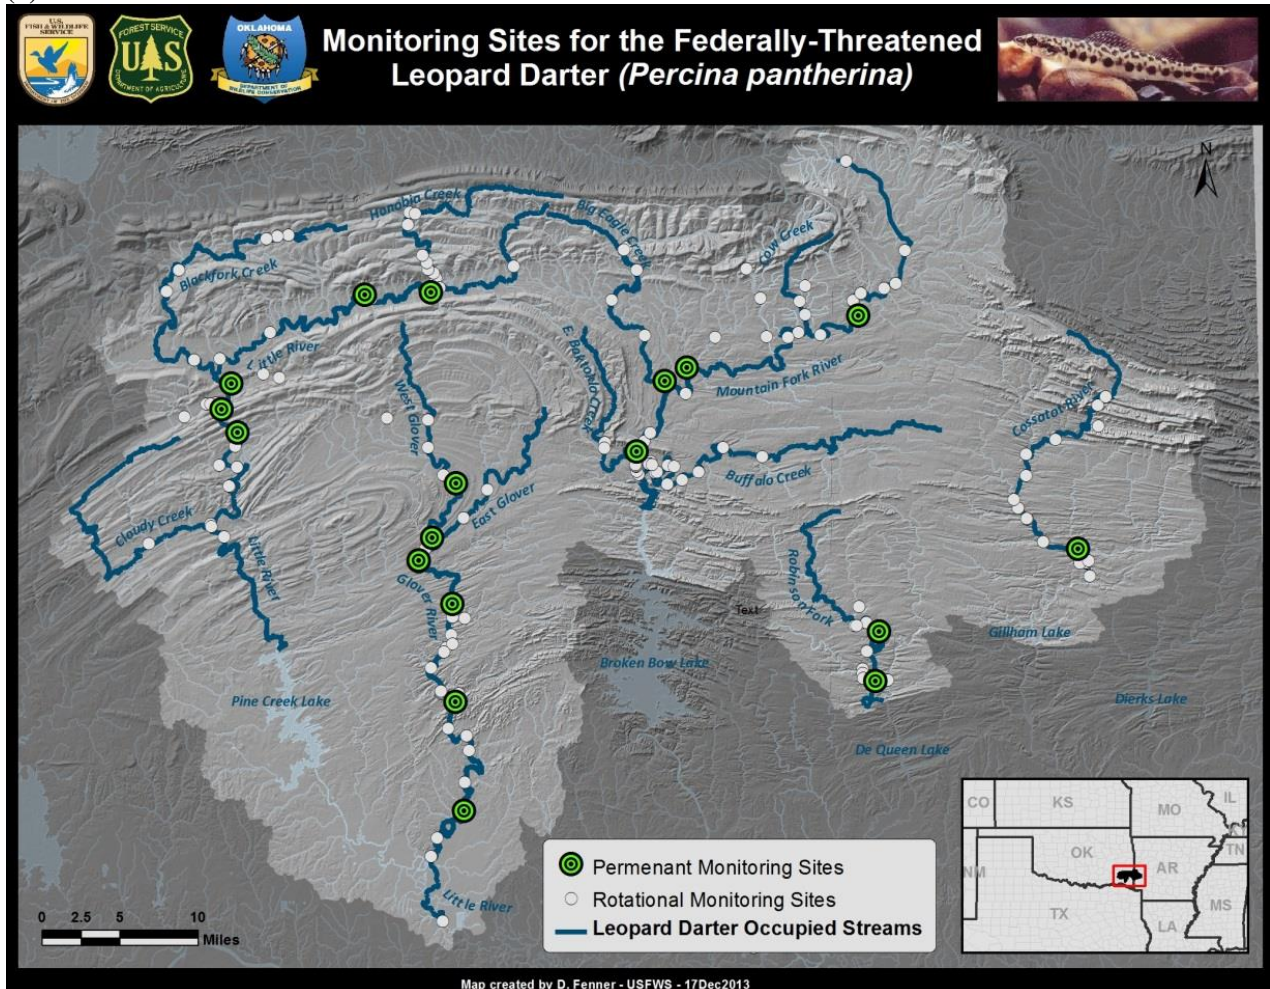 U.S.
FISH & WILDLIFE
SERVICE
FOREST SERVICE
U S
DEPARTMENT OF AGRICULTURE
OKLAHOMA
DEPARTMENT OF
WILDLIFE CONSERVATION
Monitoring Sites for the Federally-Threatened
Leopard Darter (Percina pantherina)
N
Honobia Creek
Big Eagle Creek
Cow Creek
Blackfork Creek
Little River
E. Baktoklo Creek
West Glover
Mountain Fork River
Cossatot River
Buffalo Creek
East Glover
Cloudy Creek
Little River
Robinson Fork
Glover River
Text
Gillham Lake
Broken Bow Lake
Pine Creek Lake
Dierks Lake
De Queen Lake
Little River
0 2.5 5 10
Miles
Permenant Monitoring Sites
Rotational Monitoring Sites
Leopard Darter Occupied Streams
CO
KS
MO
IL
KY
TN
OK
AR
NM
TX
MS
LA
Map created by D. Fenner - USFWS - 17Dec2013